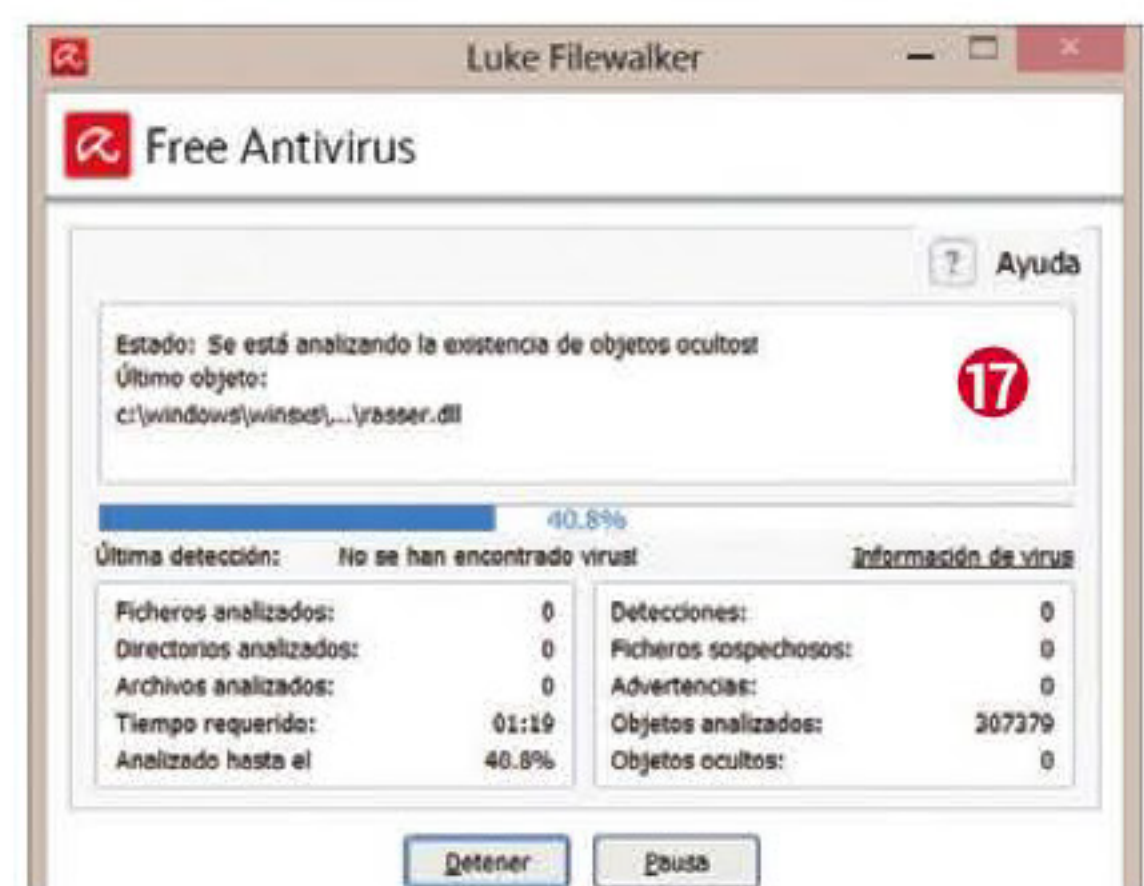 Luke Filewalker
Free Antivirus
? Ayuda
Estado: Se está analizando la existencia de objetos ocultos!
Último objeto:
c:\windows\winsxs\,...\rasser.dll
17
40.8%
Última detección: No se han encontrado virus! Información de virus
Ficheros analizados: 0
Directorios analizados: 0
Archivos analizados: 0
Tiempo requerido: 01:19
Analizado hasta el 40.8%
Detecciones: 0
Ficheros sospechosos: 0
Advertencias: 0
Objetos analizados: 307379
Objetos ocultos: 0
Detener Pausa